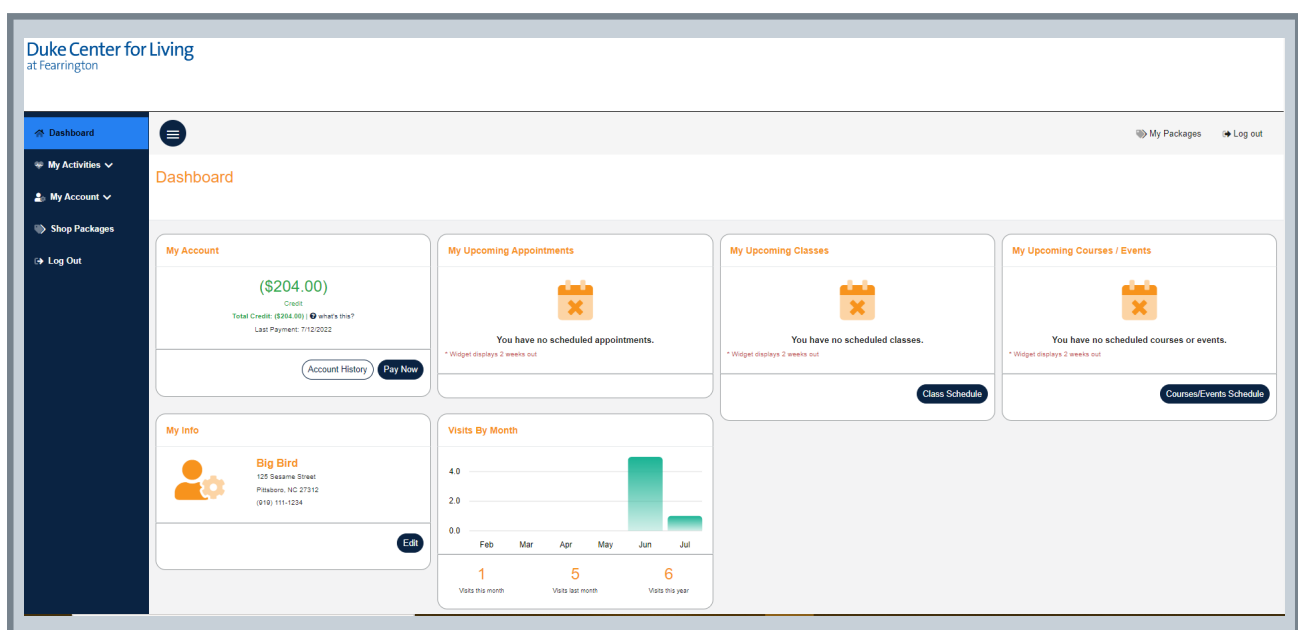 Duke Center for Living
at Fearrington
Dashboard
My Packages
Log out
My Activities
My Account
Shop Packages
Log Out
Dashboard
My Account
($204.00)
Credit
Total Credit: ($204.00) | what's this?
Last Payment: 7/12/2022
Account History
Pay Now
My Upcoming Appointments
You have no scheduled appointments.
* Widget displays 2 weeks out
My Upcoming Classes
You have no scheduled classes.
* Widget displays 2 weeks out
Class Schedule
My Upcoming Courses / Events
You have no scheduled courses or events.
* Widget displays 2 weeks out
Courses/Events Schedule
My Info
Big Bird
125 Sesame Street
Pittsboro, NC 27312
(919) 111-1234
Edit
Visits By Month
4.0
2.0
0.0
Feb Mar Apr May Jun Jul
1 5 6
Visits this month Visits last month Visits this year